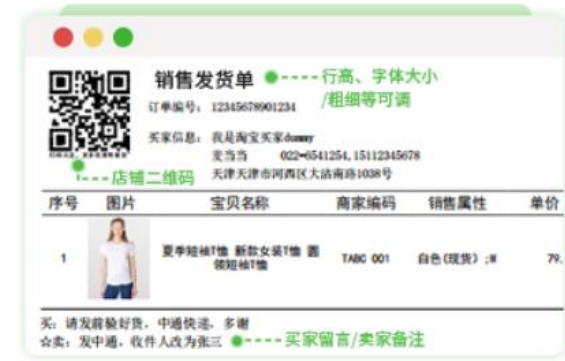 销售发货单
行高、字体大小
/粗细等可调
订单编号： 12345678901234
买家信息： 我是淘宝买家dummy
麦当当 022-6541254, 15112345678
天津天津市河西区大沽南路1038号
店铺二维码
序号 图片 宝贝名称 商家编码 销售属性 单价
1 夏季短袖T恤 新款女装T恤 圆领短袖T恤 TABC 001 白色(现货) ;M 79.
买：请发前验好货，中通快递，多谢
☆卖：发中通，收件人改为张三
买家留言/卖家备注